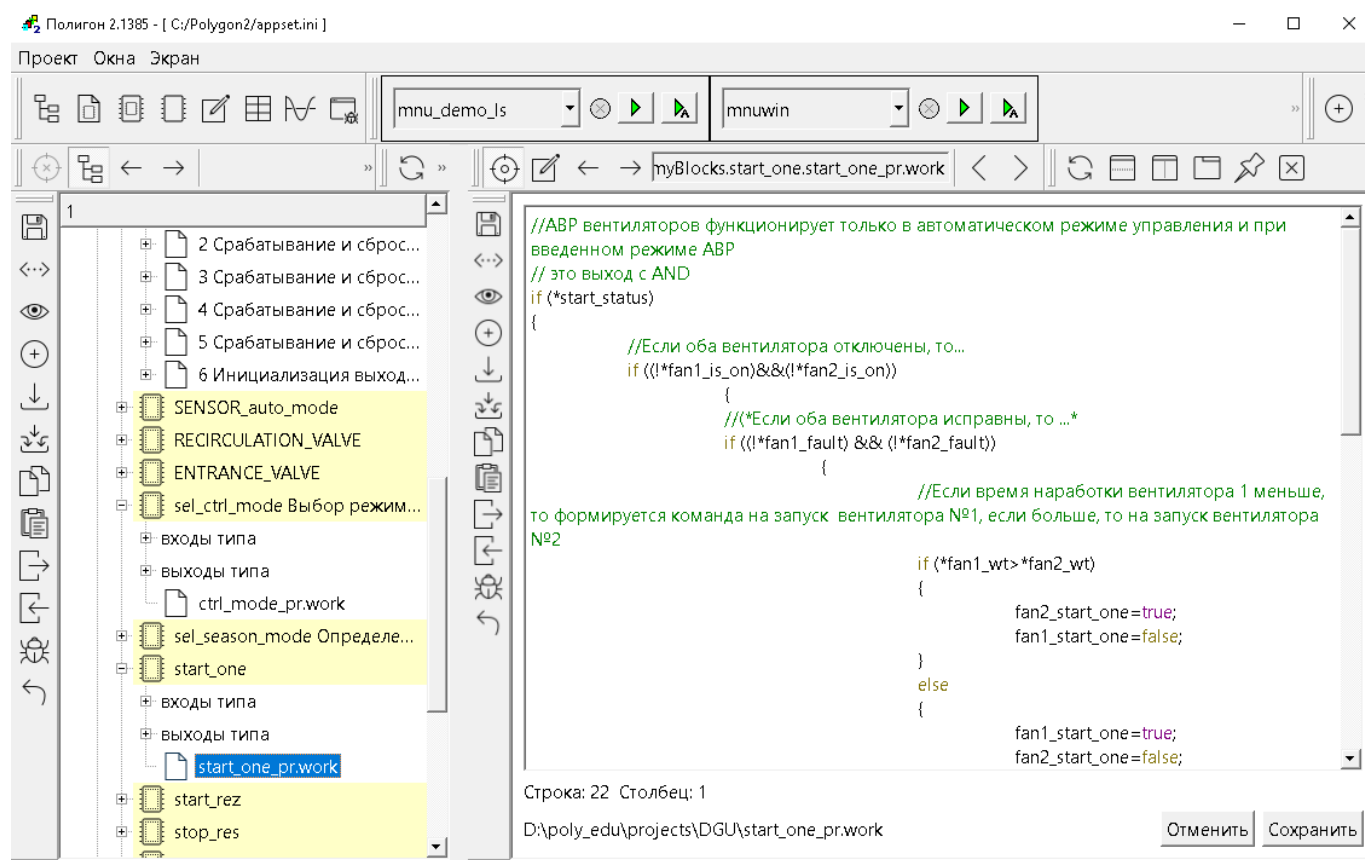 Полигон 2.1385 - [ C:/Polygon2/appset.ini ]
Проект Окна Экран
mnu_demo_ls
mnuwin
myBlocks.start_one.start_one_pr.work
1
2 Срабатывание и сброс...
3 Срабатывание и сброс...
4 Срабатывание и сброс...
5 Срабатывание и сброс...
6 Инициализация выход...
SENSOR_auto_mode
RECIRCULATION_VALVE
ENTRANCE_VALVE
sel_ctrl_mode Выбор режим...
входы типа
выходы типа
ctrl_mode_pr.work
sel_season_mode Определе...
start_one
входы типа
выходы типа
start_one_pr.work
start_rez
stop_res
//АВР вентиляторов функционирует только в автоматическом режиме управления и при
введенном режиме АВР
// это выход с AND
if (*start_status)
{
//Если оба вентилятора отключены, то...
if ((!*fan1_is_on)&&(!*fan2_is_on))
{
//(*Если оба вентилятора исправны, то ...*
if ((!*fan1_fault) && (!*fan2_fault))
{
//Если время наработки вентилятора 1 меньше,
то формируется команда на запуск  вентилятора №1, если больше, то на запуск вентилятора
№2
if (*fan1_wt>*fan2_wt)
{
fan2_start_one=true;
fan1_start_one=false;
}
else
{
fan1_start_one=true;
fan2_start_one=false;
Строка: 22 Столбец: 1
D:\poly_edu\projects\DGU\start_one_pr.work
Отменить
Сохранить